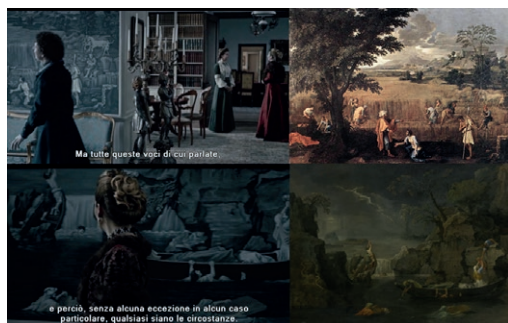 Ma tutte queste voci di cui parlate,
e perciò, senza alcuna eccezione in alcun caso
particolare, qualsiasi siano le circostanze.